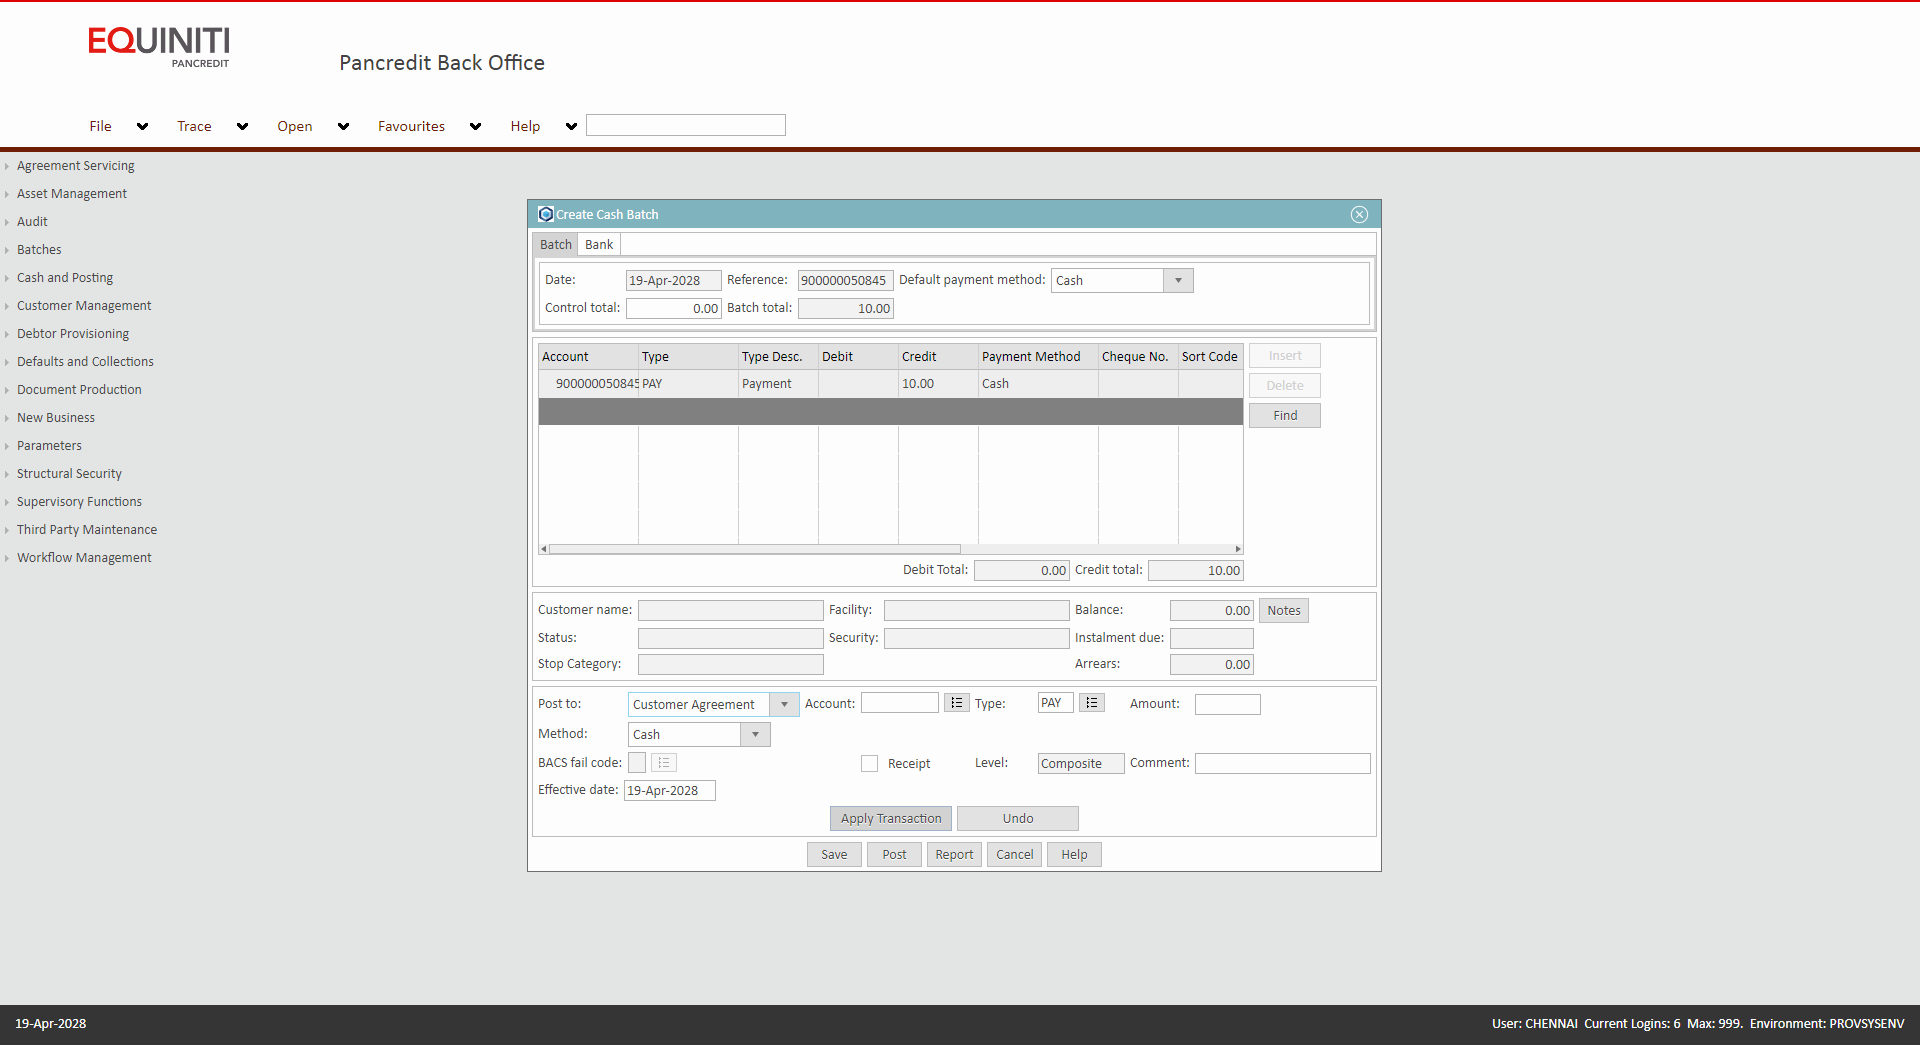 EQUINITI
PANCREDIT
Pancredit Back Office
File Trace Open Favourites Help
Agreement Servicing
Asset Management
Audit
Batches
Cash and Posting
Customer Management
Debtor Provisioning
Defaults and Collections
Document Production
New Business
Parameters
Structural Security
Supervisory Functions
Third Party Maintenance
Workflow Management
Create Cash Batch
Batch Bank
Date: 19-Apr-2028 Reference: 900000050845 Default payment method: Cash
Control total: 0.00 Batch total: 10.00
Account Type Type Desc. Debit Credit Payment Method Cheque No. Sort Code
900000050845 PAY Payment 10.00 Cash
Insert
Delete
Find
Debit Total: 0.00 Credit total: 10.00
Customer name: Facility: Balance: 0.00 Notes
Status: Security: Instalment due:
Stop Category: Arrears: 0.00
Post to: Customer Agreement Account: Type: PAY Amount:
Method: Cash
BACS fail code: Receipt Level: Composite Comment:
Effective date: 19-Apr-2028
Apply Transaction Undo
Save Post Report Cancel Help
19-Apr-2028 User: CHENNAI Current Logins: 6 Max: 999. Environment: PROVSYSENV